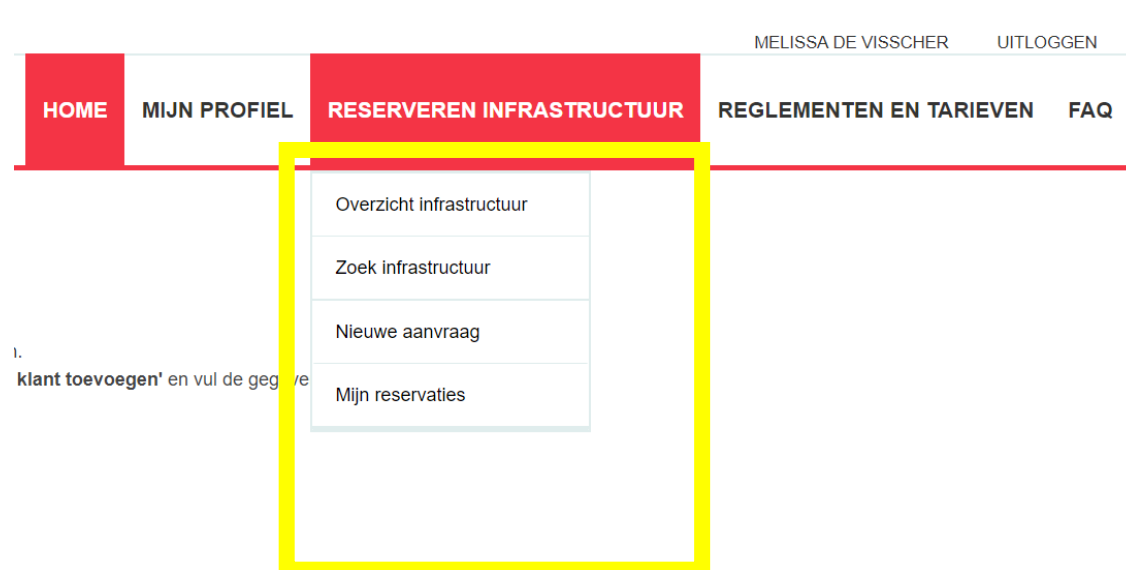 MELISSA DE VISSCHER UITLOGGEN
HOME MIJN PROFIEL RESERVEREN INFRASTRUCTUUR REGLEMENTEN EN TARIEVEN FAQ
Overzicht infrastructuur
Zoek infrastructuur
Nieuwe aanvraag
klant toevoegen' en vul de
Mijn reservaties